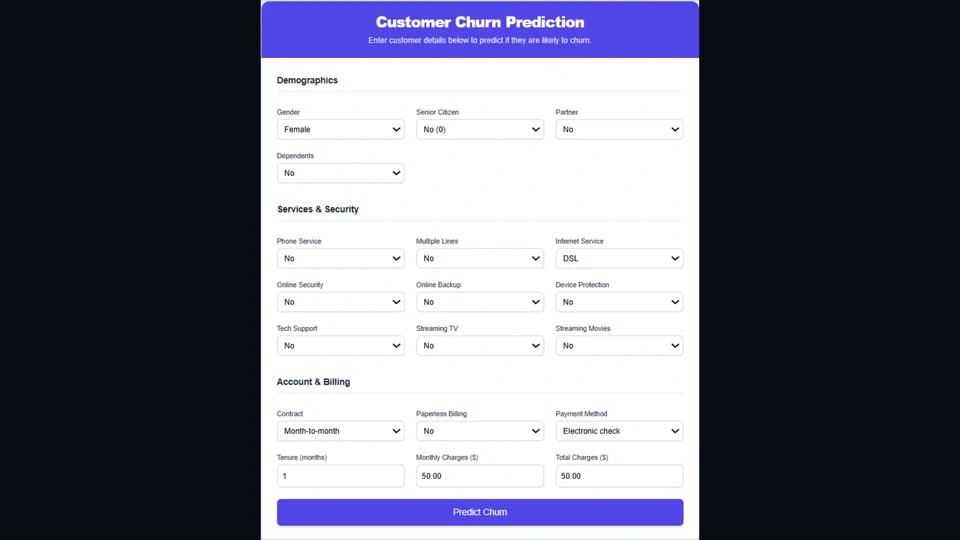 Customer Churn Prediction
Enter customer details below to predict if they are likely to churn.
Demographics
Gender Senior Citizen Partner
Female No (0) No
Dependents
No
Services & Security
Phone Service Multiple Lines Internet Service
No No DSL
Online Security Online Backup Device Protection
No No No
Tech Support Streaming TV Streaming Movies
No No No
Account & Billing
Contract Paperless Billing Payment Method
Month-to-month No Electronic check
Tenure (months) Monthly Charges ($) Total Charges ($)
1 50.00 50.00
Predict Churn